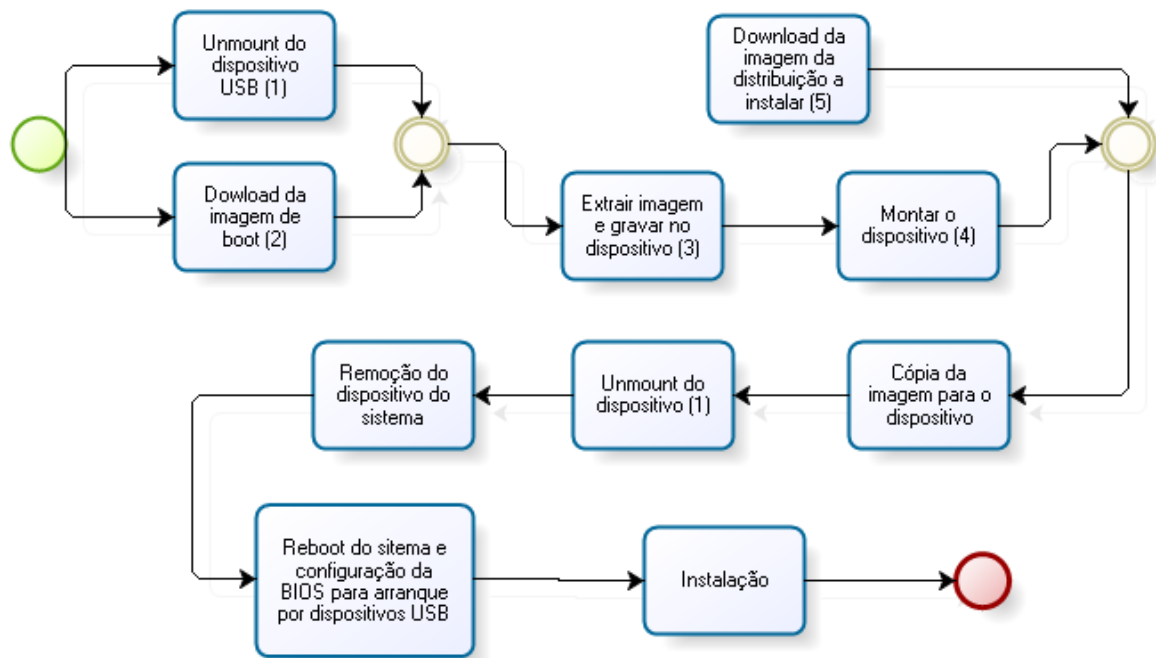 Unmount do
dispositivo
USB (1)
Download da
imagem da
distribuição a
instalar (5)
Dowload da
imagem de
boot (2)
Extrair imagem
e gravar no
dispositivo (3)
Montar o
dispositivo (4)
Remoção do
dispositivo do
sistema
Unmount do
dispositivo (1)
Cópia da
imagem para o
dispositivo
Reboot do sitema e
configuração da
BIOS para arranque
por dispositivos USB
Instalação